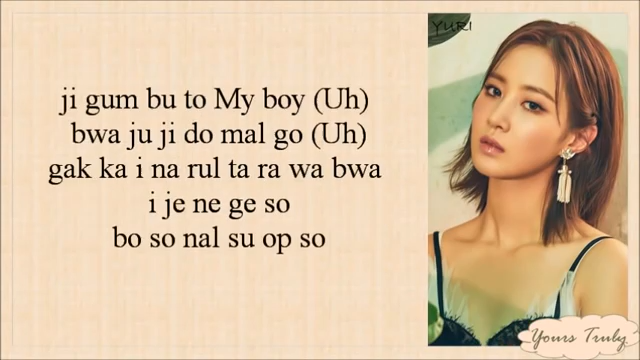 YURI
ji gum bu to My boy (Uh)
bwa ju ji do mal go (Uh)
gak ka i na rul ta ra wa bwa
i je ne ge so
bo so nal su op so
Yours Truly